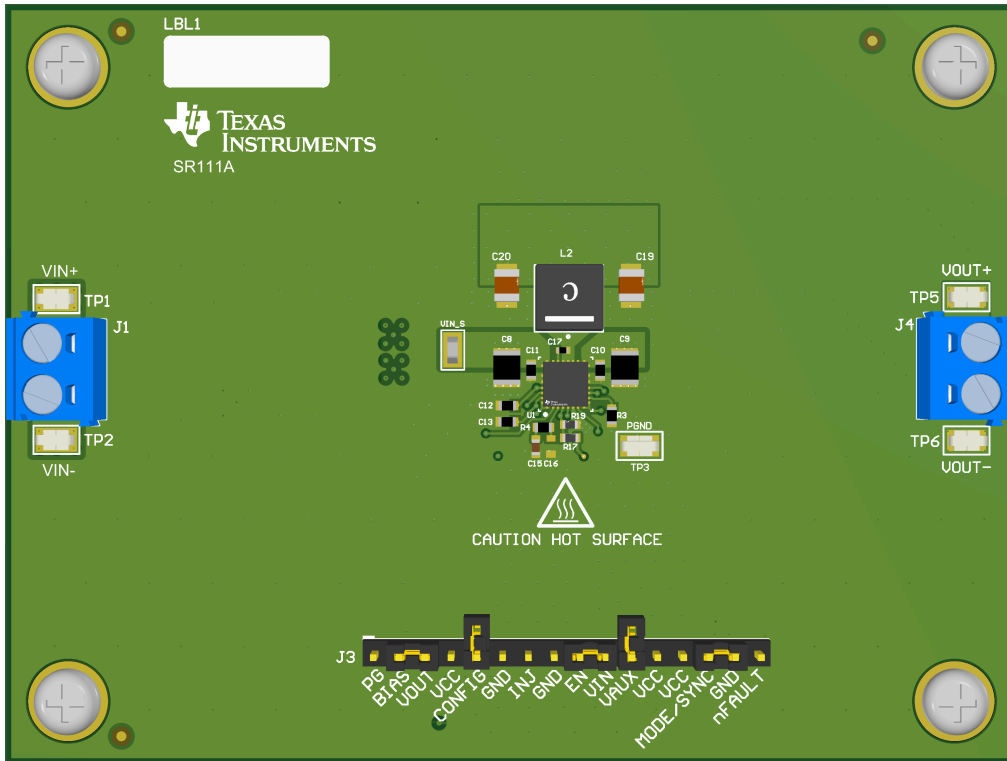 LBL1
TEXAS
INSTRUMENTS
SR111A
VIN+
TP1
J1
TP2
VIN-
C20
L2
C19
VIN_S
C17
C8
C11
C10
C9
C12
C13
U1
R4
R19
R3
R17
C15
C16
PGND
TP3
VOUT+
TP5
J4
TP6
VOUT-
CAUTION HOT SURFACE
J3
PG
BIAS
VOUT
VCC
CONFIG
GND
INJ
GND
EN
VIN
VAUX
VCC
VCC
MODE/SYNC
GND
nFAULT